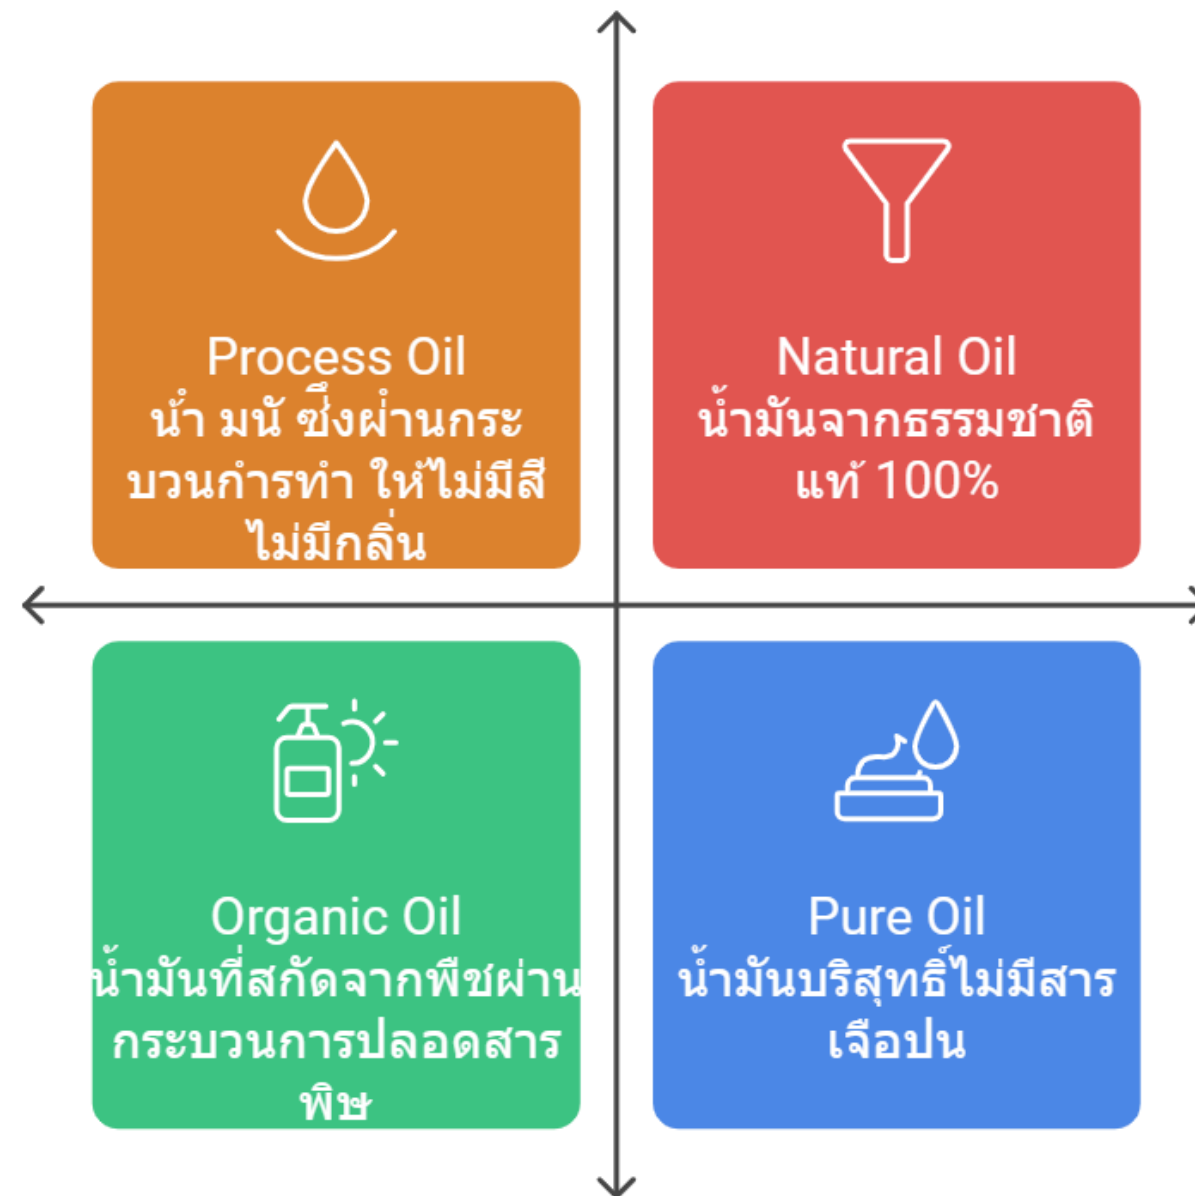 Process Oil
น้ำ มนั ซ่ึงผ่ำนกระ
บวนกำรทำ ให้ไม่มีสี
ไม่มีกลิ่น
Natural Oil
น้ำมันจากธรรมชาติ
แท้ 100%
Organic Oil
น้ำมันที่สกัดจากพืชผ่าน
กระบวนการปลอดสาร
พิษ
Pure Oil
น้ำมันบริสุทธิ์ไม่มีสาร
เจือปน